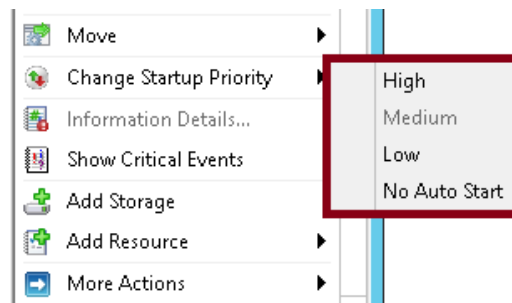 Move
Change Startup Priority
Information Details...
Show Critical Events
Add Storage
Add Resource
More Actions
High
Medium
Low
No Auto Start